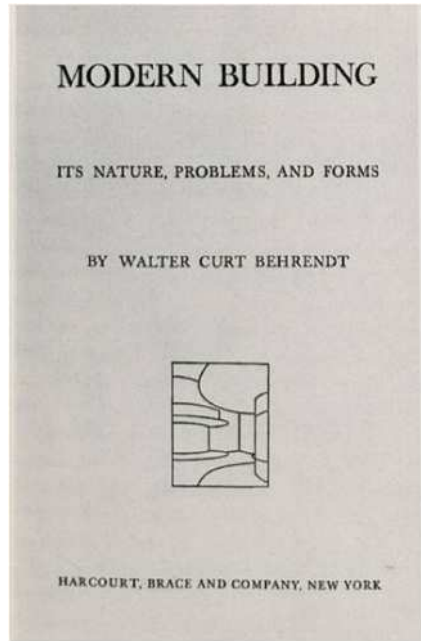 MODERN BUILDING
ITS NATURE, PROBLEMS, AND FORMS
BY WALTER CURT BEHRENDT
HARCOURT, BRACE AND COMPANY, NEW YORK